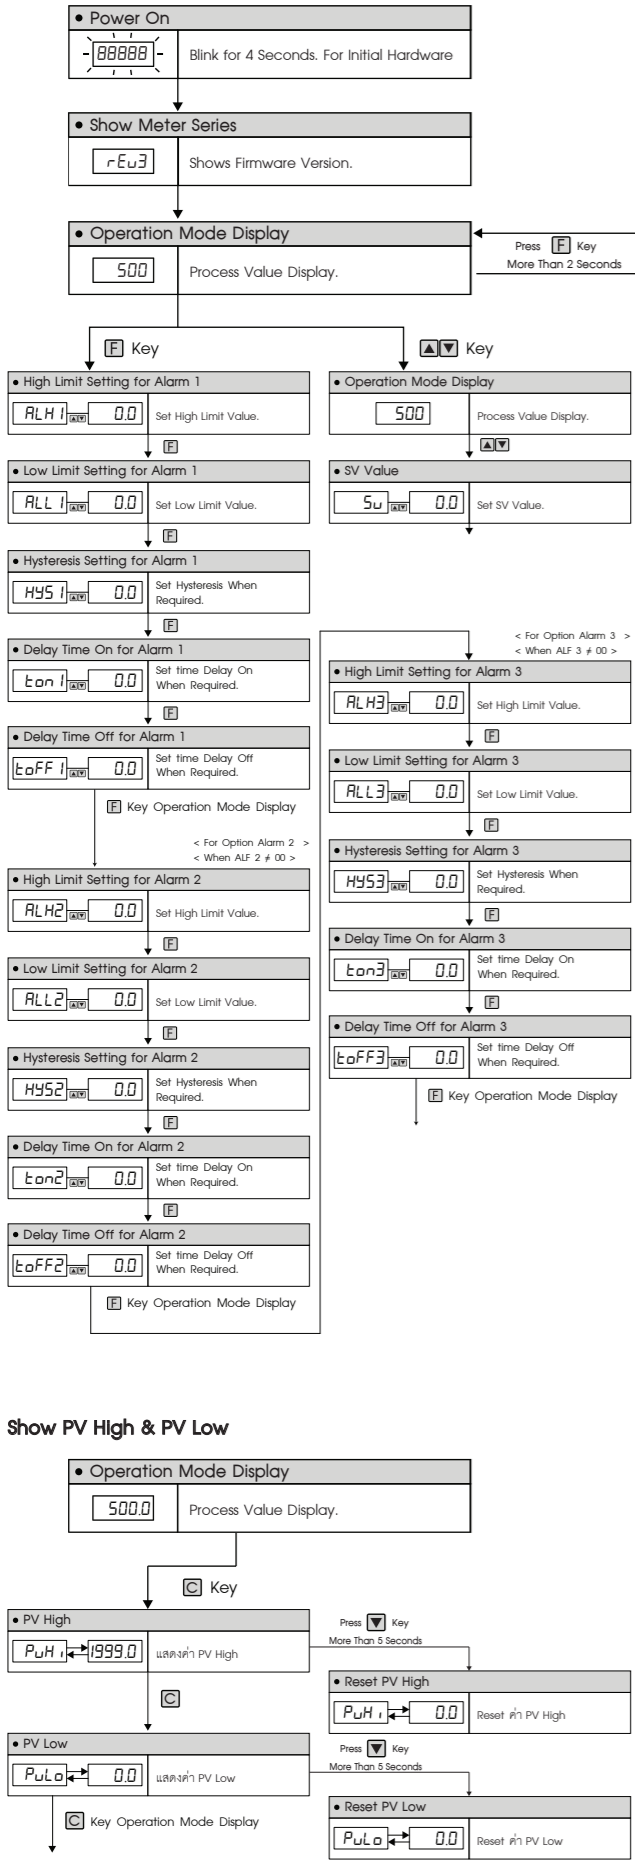 • Power On
88888
Blink for 4 Seconds. For Initial Hardware
• Show Meter Series
rEv3
Shows Firmware Version.
• Operation Mode Display
500
Process Value Display.
Press F Key
More Than 2 Seconds
F Key
▲▼ Key
• High Limit Setting for Alarm 1
ALH1 ▲▼ 0.0
Set High Limit Value.
F
• Low Limit Setting for Alarm 1
ALL1 ▲▼ 0.0
Set Low Limit Value.
F
• Hysteresis Setting for Alarm 1
HYS1 ▲▼ 0.0
Set Hysteresis When
Required.
F
• Delay Time On for Alarm 1
ton1 ▲▼ 0.0
Set time Delay On
When Required.
F
• Delay Time Off for Alarm 1
toFF1 ▲▼ 0.0
Set time Delay Off
When Required.
F Key Operation Mode Display
< For Option Alarm 2 >
< When ALF 2 ≠ 00 >
• High Limit Setting for Alarm 2
ALH2 ▲▼ 0.0
Set High Limit Value.
F
• Low Limit Setting for Alarm 2
ALL2 ▲▼ 0.0
Set Low Limit Value.
F
• Hysteresis Setting for Alarm 2
HYS2 ▲▼ 0.0
Set Hysteresis When
Required.
F
• Delay Time On for Alarm 2
ton2 ▲▼ 0.0
Set time Delay On
When Required.
F
• Delay Time Off for Alarm 2
toFF2 ▲▼ 0.0
Set time Delay Off
When Required.
F Key Operation Mode Display
• Operation Mode Display
500
Process Value Display.
▲▼
• SV Value
Sv ▲▼ 0.0
Set SV Value.
< For Option Alarm 3 >
< When ALF 3 ≠ 00 >
• High Limit Setting for Alarm 3
ALH3 ▲▼ 0.0
Set High Limit Value.
F
• Low Limit Setting for Alarm 3
ALL3 ▲▼ 0.0
Set Low Limit Value.
F
• Hysteresis Setting for Alarm 3
HYS3 ▲▼ 0.0
Set Hysteresis When
Required.
F
• Delay Time On for Alarm 3
ton3 ▲▼ 0.0
Set time Delay On
When Required.
F
• Delay Time Off for Alarm 3
toFF3 ▲▼ 0.0
Set time Delay Off
When Required.
F Key Operation Mode Display
Show PV High & PV Low
• Operation Mode Display
500.0
Process Value Display.
C Key
• PV High
PvHi 1999.0
แสดงค่า PV High
Press ▼ Key
More Than 5 Seconds
• Reset PV High
PvHi 0.0
Reset ค่า PV High
C
• PV Low
PvLo 0.0
แสดงค่า PV Low
Press ▼ Key
More Than 5 Seconds
• Reset PV Low
PvLo 0.0
Reset ค่า PV Low
C Key Operation Mode Display